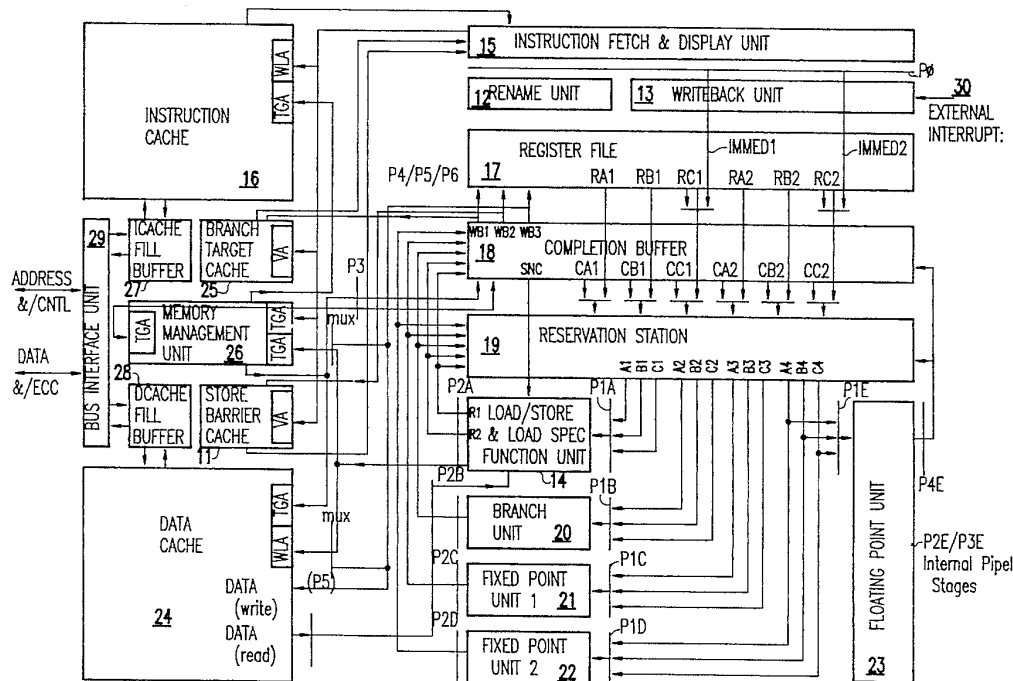 INSTRUCTION FETCH & DISPLAY UNIT
15
PØ
RENAME UNIT
12
WRITEBACK UNIT
13
30
EXTERNAL
INTERRUPT:
WLA
TGA
INSTRUCTION
CACHE
16
REGISTER FILE
17
IMMED1
IMMED2
RA1 RB1 RC1 RA2 RB2 RC2
P4/P5/P6
29
BUS INTERFACE UNIT
ADDRESS
&/CNTL
DATA
&/ECC
ICACHE
FILL
BUFFER
27
BRANCH
TARGET
CACHE
25
VA
P3
WB1 WB2 WB3
18
COMPLETION BUFFER
SNC
CA1 CB1 CC1 CA2 CB2 CC2
MEMORY
MANAGEMENT
UNIT
26
TGA
TGA
TGA
mux
RESERVATION STATION
19
A1 B1 C1 A2 B2 C2 A3 B3 C3 A4 B4 C4
28
DCACHE
FILL
BUFFER
STORE
BARRIER
CACHE
11
VA
P2A
P1A
P1E
R1 LOAD/STORE
R2 & LOAD SPEC
FUNCTION UNIT
14
P2B
P1B
P4E
DATA
CACHE
24
TGA
WLA
mux
BRANCH
UNIT
20
P2C
P1C
(P5)
DATA
(write)
DATA
(read)
FIXED POINT
UNIT 1
21
P2D
P1D
FIXED POINT
UNIT 2
22
FLOATING POINT UNIT
23
P2E/P3E
Internal Pipel
Stages